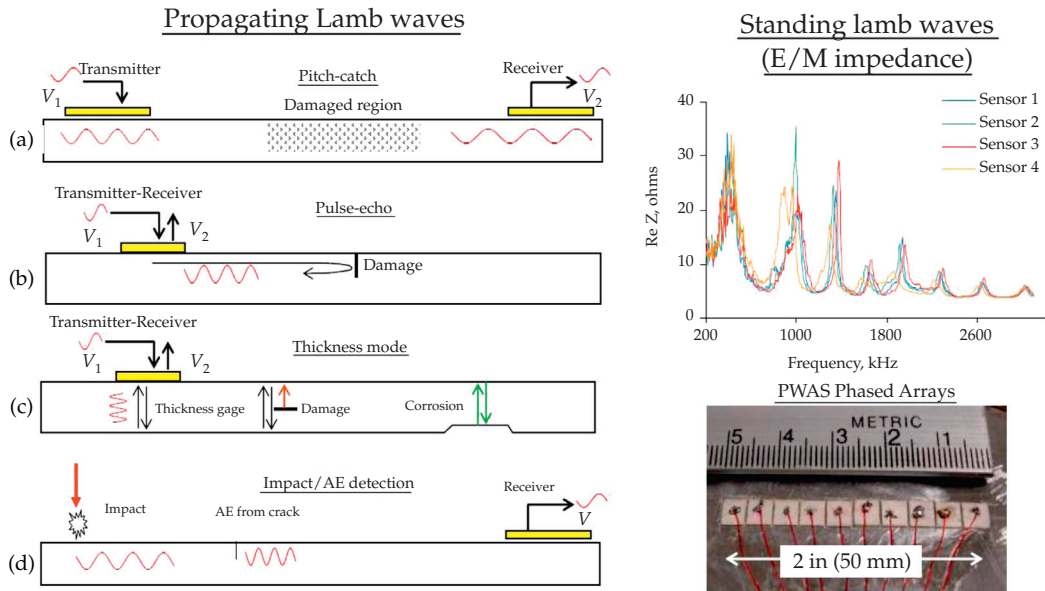 Propagating Lamb waves
Transmitter
V1
Pitch-catch
Damaged region
Receiver
V2
(a)
Transmitter-Receiver
V1
V2
Pulse-echo
Damage
(b)
Transmitter-Receiver
V1
V2
Thickness mode
Thickness gage
Damage
Corrosion
(c)
Impact/AE detection
Impact
AE from crack
Receiver
V
(d)
Standing lamb waves
(E/M impedance)
Sensor 1
Sensor 2
Sensor 3
Sensor 4
Re Z, ohms
40
30
20
10
0
200
1000
1800
2600
Frequency, kHz
PWAS Phased Arrays
METRIC
5 4 3 2 1
2 in (50 mm)